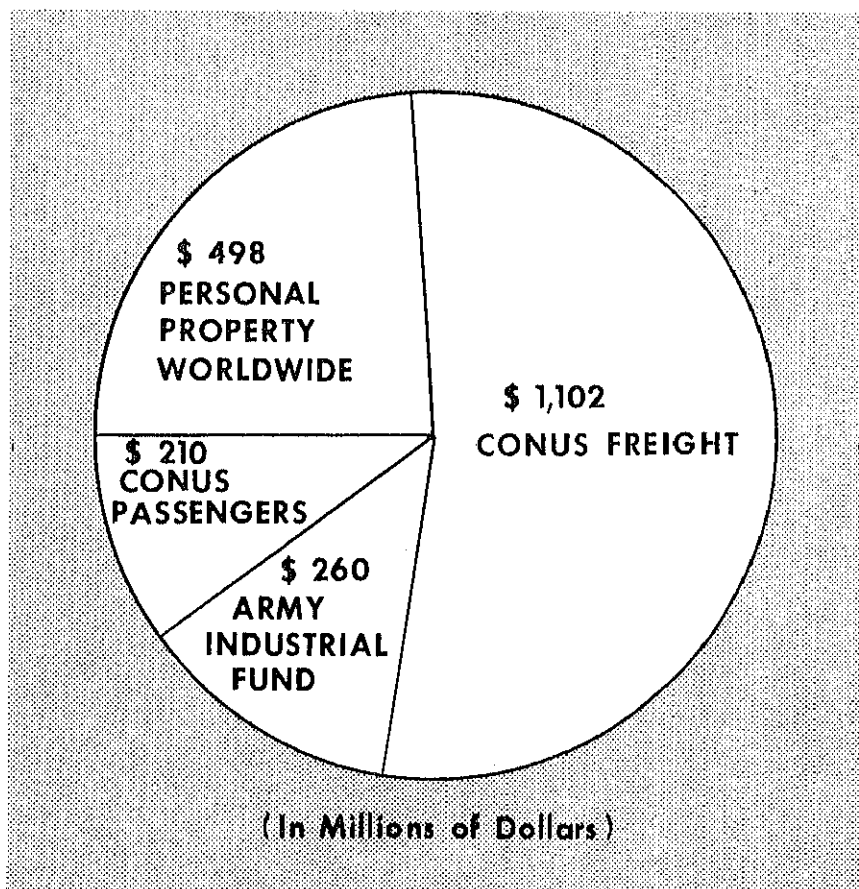 $ 498
PERSONAL
PROPERTY
WORLDWIDE
$ 1,102
CONUS FREIGHT
$ 210
CONUS
PASSENGERS
$ 260
ARMY
INDUSTRIAL
FUND
(In Millions of Dollars)